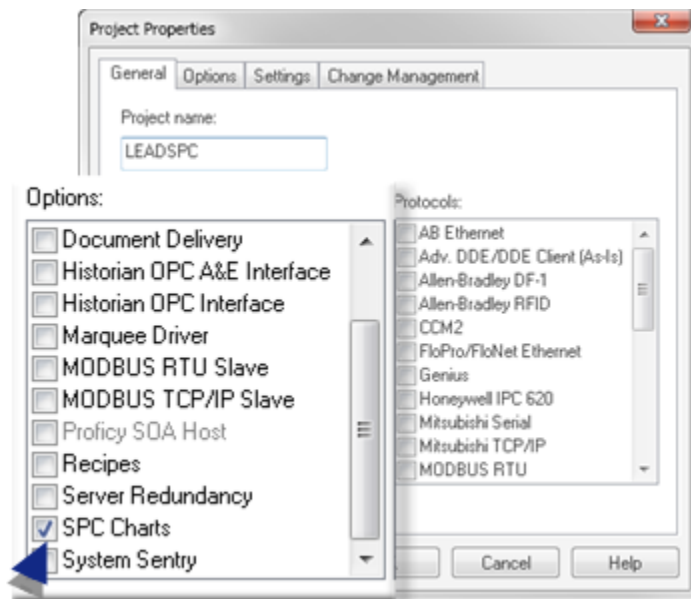 Project Properties
General Options Settings Change Management
Project name:
LEADSPC
Options:
Document Delivery
Historian OPC A&E Interface
Historian OPC Interface
Marquee Driver
MODBUS RTU Slave
MODBUS TCP/IP Slave
Proficy SOA Host
Recipes
Server Redundancy
SPC Charts
System Sentry
Protocols:
AB Ethernet
Adv. DDE/DDE Client (As-Is)
Allen-Bradley DF-1
Allen-Bradley RFID
CCM2
FloPro/FloNet Ethernet
Genius
Honeywell IPC 620
Mitsubishi Serial
Mitsubishi TCP/IP
MODBUS RTU
Cancel Help